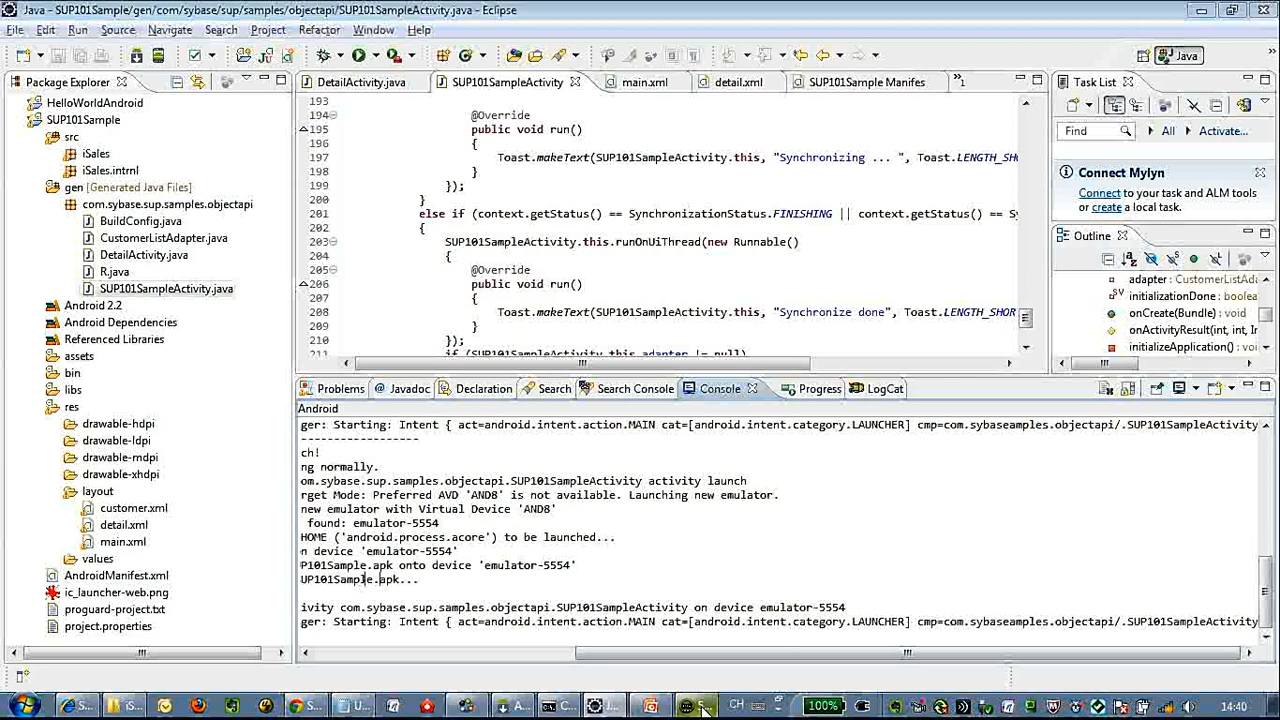 Java - SUP101Sample/gen/com/sybase/sup/samples/objectapi/SUP101SampleActivity.java - Eclipse
File Edit Run Source Navigate Search Project Refactor Window Help
Java
Package Explorer
HelloWorldAndroid
SUP101Sample
src
iSales
iSales.intrnl
gen [Generated Java Files]
com.sybase.sup.samples.objectapi
BuildConfig.java
CustomerListAdapter.java
DetailActivity.java
R.java
SUP101SampleActivity.java
Android 2.2
Android Dependencies
Referenced Libraries
assets
bin
libs
res
drawable-hdpi
drawable-ldpi
drawable-mdpi
drawable-xhdpi
layout
customer.xml
detail.xml
main.xml
values
AndroidManifest.xml
ic_launcher-web.png
proguard-project.txt
project.properties
DetailActivity.java SUP101SampleActivity main.xml detail.xml SUP101Sample Manifes »1
193
194 @Override
195 public void run()
196 {
197 Toast.makeText(SUP101SampleActivity.this, "Synchronizing ... ", Toast.LENGTH_SHO
198 }
199 });
200 }
201 else if (context.getStatus() == SynchronizationStatus.FINISHING || context.getStatus() == Sy
202 {
203 SUP101SampleActivity.this.runOnUiThread(new Runnable()
204 {
205 @Override
206 public void run()
207 {
208 Toast.makeText(SUP101SampleActivity.this, "Synchronize done", Toast.LENGTH_SHOR
209 }
210 });
211 if (SUP101SampleActivity.this.adapter != null)
Task List
Find All Activate...
Connect Mylyn
Connect to your task and ALM tools
or create a local task.
Outline
adapter : CustomerListAda
initializationDone : boolea
onCreate(Bundle) : void
onActivityResult(int, int, In
initializeApplication() : voi
Problems Javadoc Declaration Search Search Console Console Progress LogCat
Android
ger: Starting: Intent { act=android.intent.action.MAIN cat=[android.intent.category.LAUNCHER] cmp=com.sybaseamples.objectapi/.SUP101SampleActivity
------------------
ch!
ng normally.
om.sybase.sup.samples.objectapi.SUP101SampleActivity activity launch
rget Mode: Preferred AVD 'AND8' is not available. Launching new emulator.
new emulator with Virtual Device 'AND8'
found: emulator-5554
HOME ('android.process.acore') to be launched...
n device 'emulator-5554'
P101Sample.apk onto device 'emulator-5554'
UP101Sample.apk...
ivity com.sybase.sup.samples.objectapi.SUP101SampleActivity on device emulator-5554
ger: Starting: Intent { act=android.intent.action.MAIN cat=[android.intent.category.LAUNCHER] cmp=com.sybaseamples.objectapi/.SUP101SampleActivity
S... iS... S... U... A... C... J... S... CH 100% 14:40